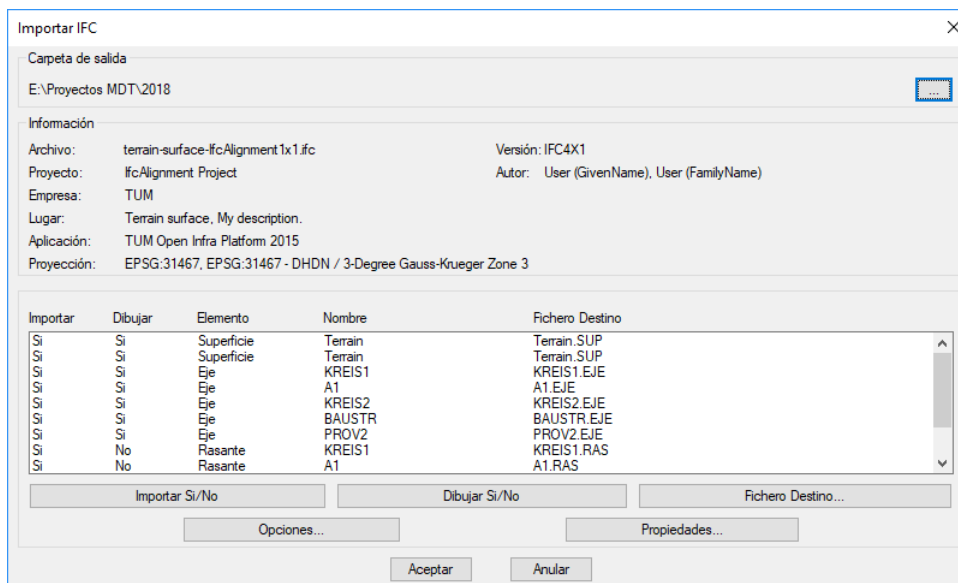 Importar IFC
Carpeta de salida
E:\Proyectos MDT\2018
...
Información
Archivo: terrain-surface-IfcAlignment1x1.ifc Versión: IFC4X1
Proyecto: IfcAlignment Project Autor: User (GivenName), User (FamilyName)
Empresa: TUM
Lugar: Terrain surface, My description.
Aplicación: TUM Open Infra Platform 2015
Proyección: EPSG:31467, EPSG:31467 - DHDN / 3-Degree Gauss-Krueger Zone 3
Importar Dibujar Elemento Nombre Fichero Destino
Si Si Superficie Terrain Terrain.SUP
Si Si Superficie Terrain Terrain.SUP
Si Si Eje KREIS1 KREIS1.EJE
Si Si Eje A1 A1.EJE
Si Si Eje KREIS2 KREIS2.EJE
Si Si Eje BAUSTR BAUSTR.EJE
Si Si Eje PROV2 PROV2.EJE
Si No Rasante KREIS1 KREIS1.RAS
Si No Rasante A1 A1.RAS
Importar Si/No Dibujar Si/No Fichero Destino...
Opciones... Propiedades...
Aceptar Anular